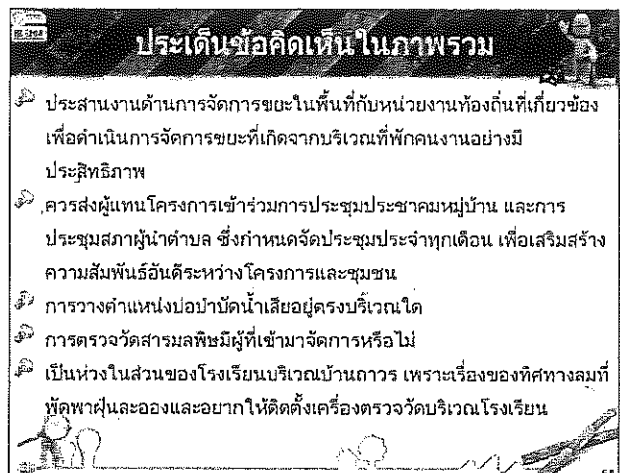 ประเด็นข้อคิดเห็นในภาพรวม
ประสานงานด้านการจัดการขยะในพื้นที่กับหน่วยงานท้องถิ่นที่เกี่ยวข้อง
เพื่อดำเนินการจัดการขยะที่เกิดจากบริเวณที่พักคนงานอย่างมี
ประสิทธิภาพ
ควรส่งผู้แทนโครงการเข้าร่วมการประชุมประชาคมหมู่บ้าน และการ
ประชุมสภาผู้นำตำบล ซึ่งกำหนดจัดประชุมประจำทุกเดือน เพื่อเสริมสร้าง
ความสัมพันธ์อันดีระหว่างโครงการและชุมชน
การวางตำแหน่งบ่อบำบัดน้ำเสียอยู่ตรงบริเวณใด
การตรวจวัดสารมลพิษมีผู้ที่เข้ามาจัดการหรือไม่
เป็นห่วงในส่วนของโรงเรียนบริเวณบ้านถาวร เพราะเรื่องของทิศทางลมที่
พัดพาฝุ่นละอองและอยากให้ติดตั้งเครื่องตรวจวัดบริเวณโรงเรียน